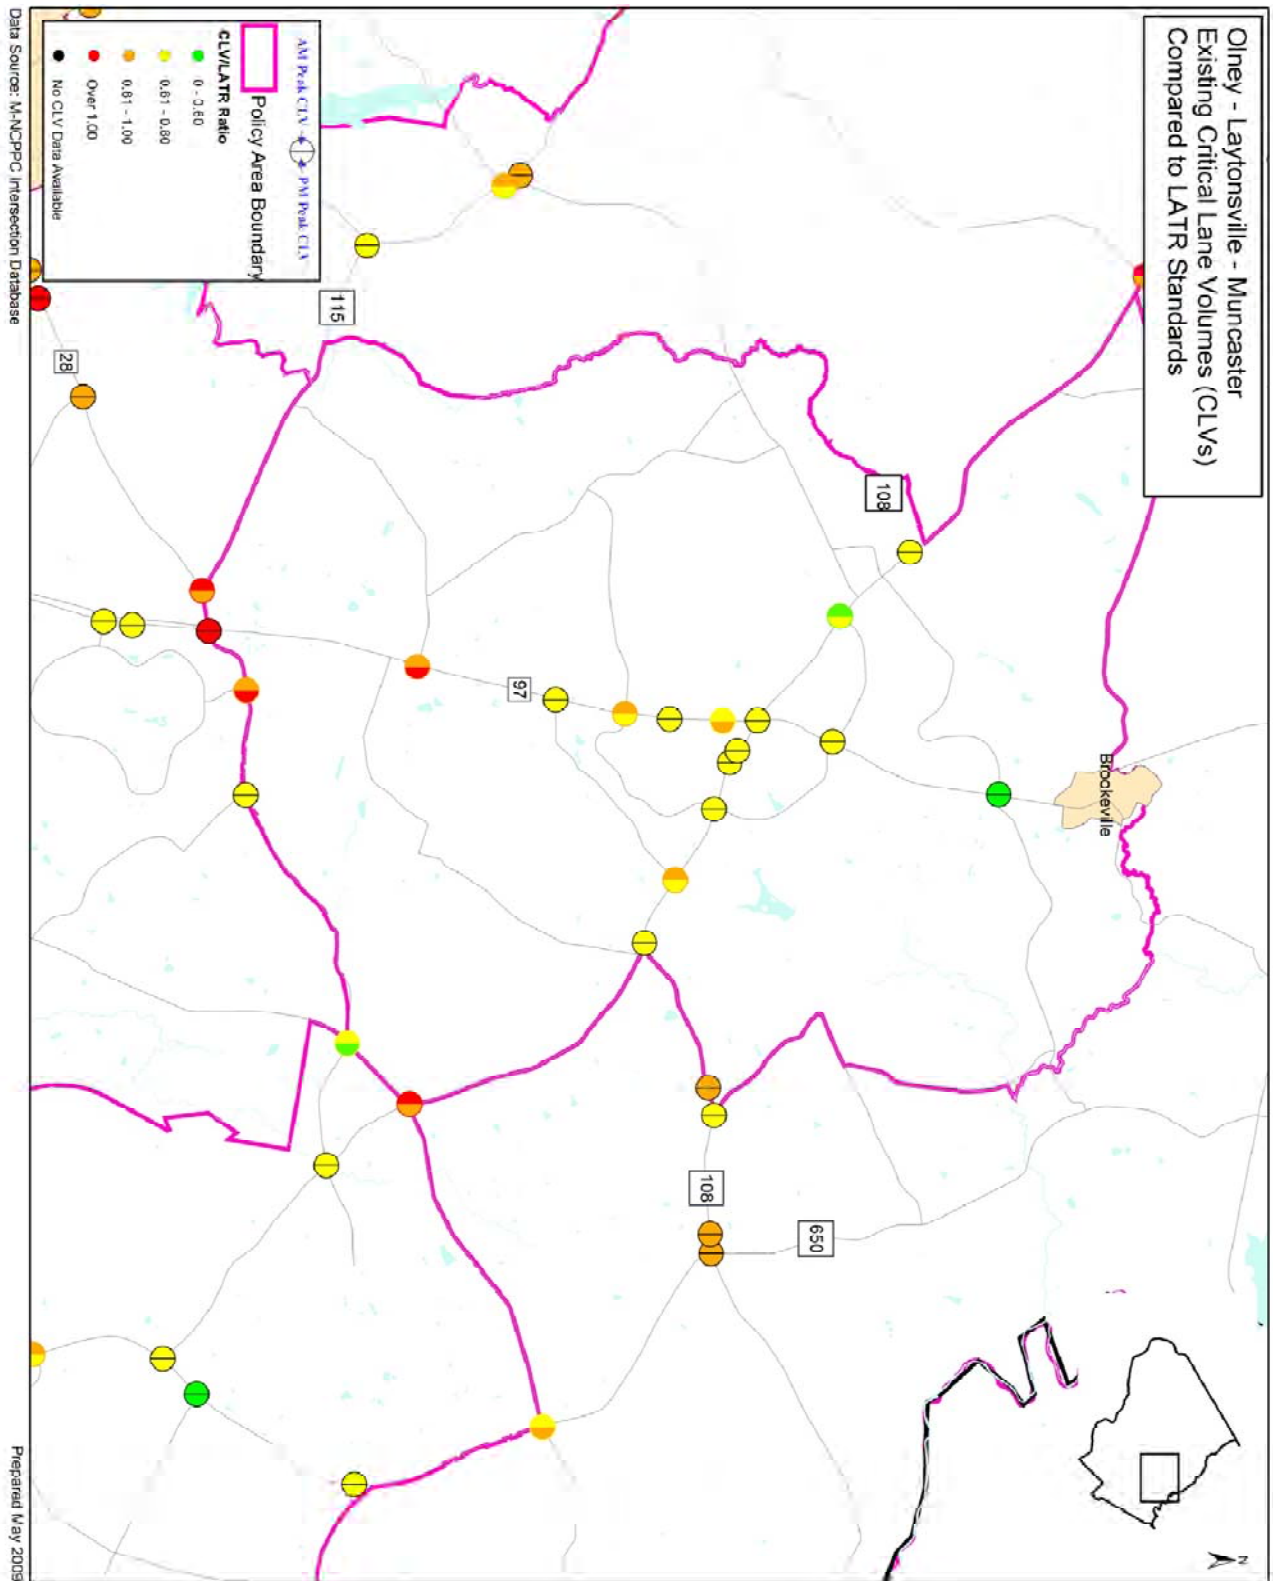 Olney - Laytonsville - Muncaster
Existing Critical Lane Volumes (CLVs)
Compared to LATR Standards
108
Brookeville
650
108
97
115
28
AM Peak CLV
PM Peak CLV
Policy Area Boundary
CLV/LATR Ratio
0 - 0.60
0.61 - 0.80
0.81 - 1.00
Over 1.00
No CLV Data Available
N
Data Source: M-NCPPC Intersection Database
Prepared May 2009